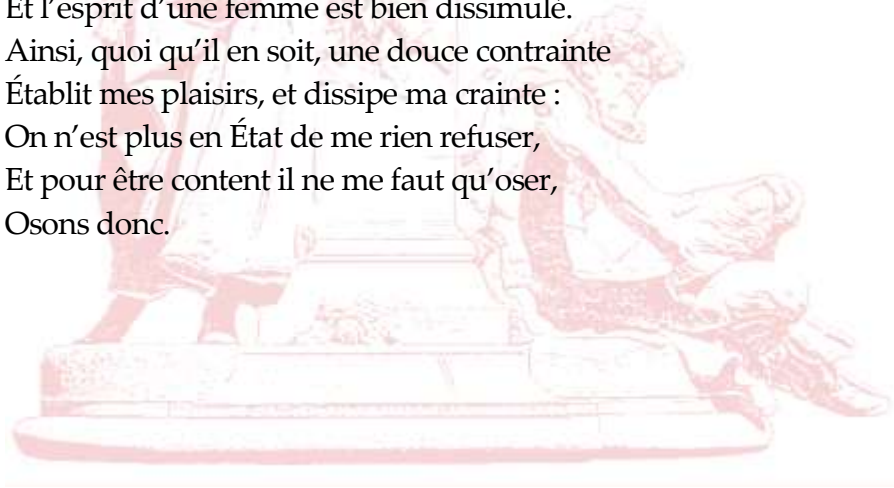 Et l’esprit d’une femme est bien dissimulé.
Ainsi, quoi qu’il en soit, une douce contrainte
Établit mes plaisirs, et dissipe ma crainte :
On n’est plus en État de me rien refuser,
Et pour être content il ne me faut qu’oser,
Osons donc.